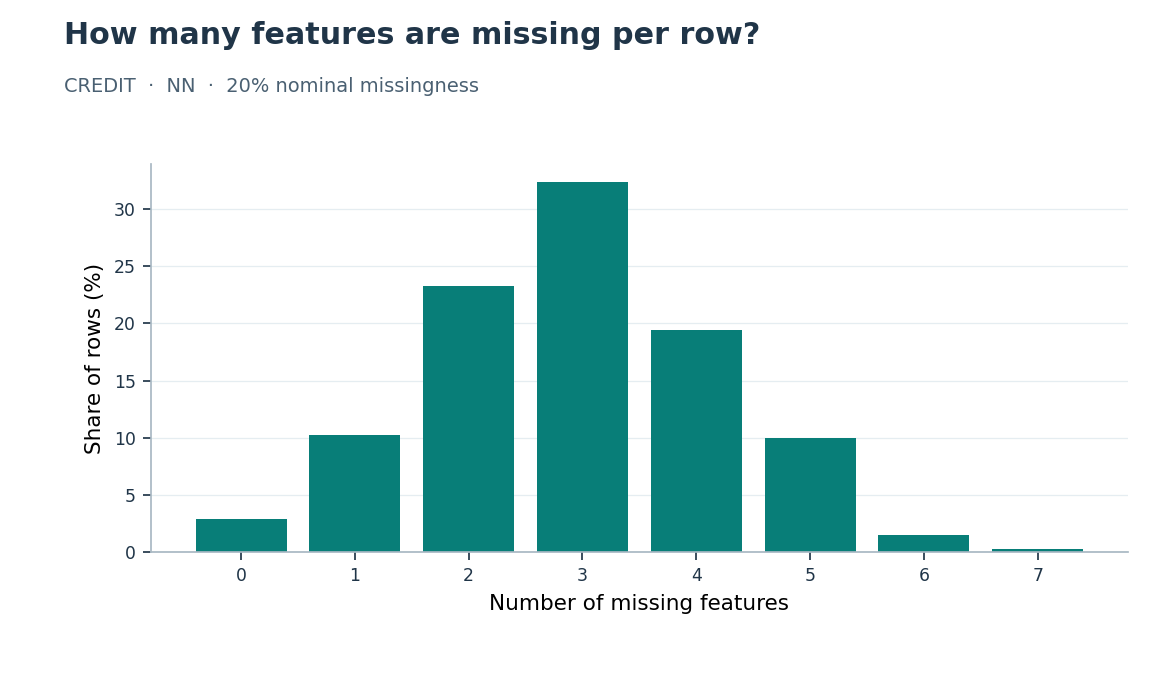 How many features are missing per row?
CREDIT · NN · 20% nominal missingness
Share of rows (%)
30
25
20
15
10
5
0
0 1 2 3 4 5 6 7
Number of missing features